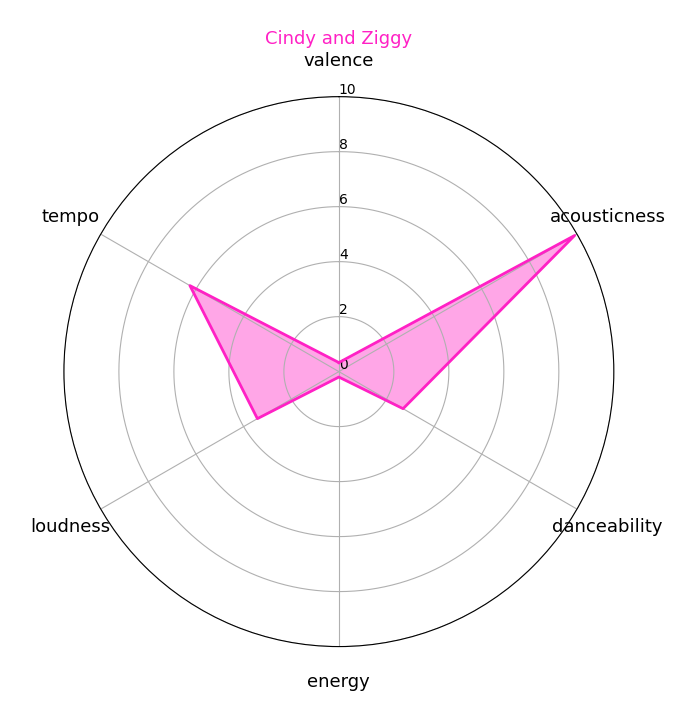 Cindy and Ziggy
valence
10
8
6
4
2
0
tempo
acousticness
loudness
danceability
energy